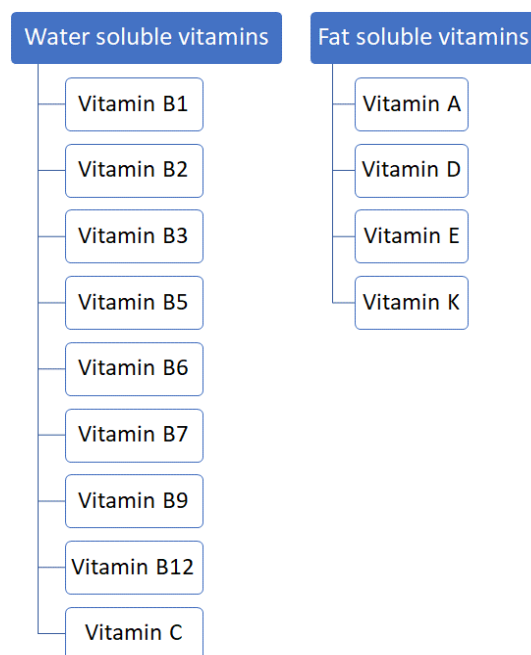 Water soluble vitamins
Vitamin B1
Vitamin B2
Vitamin B3
Vitamin B5
Vitamin B6
Vitamin B7
Vitamin B9
Vitamin B12
Vitamin C
Fat soluble vitamins
Vitamin A
Vitamin D
Vitamin E
Vitamin K